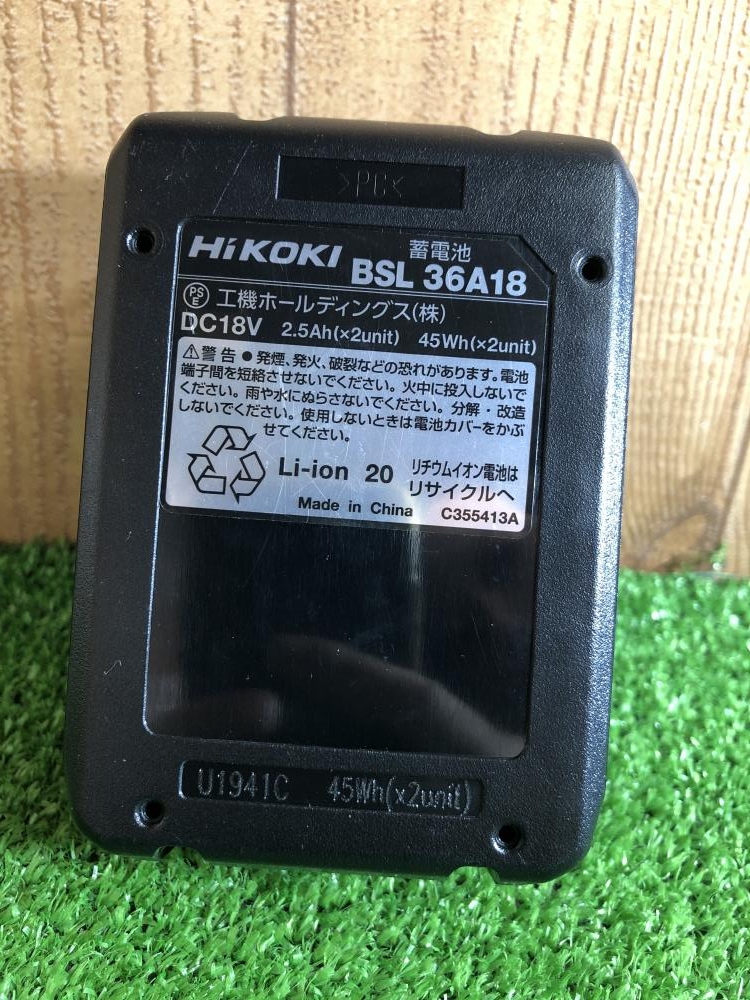 >PC<
HiKOKI 蓄電池
BSL 36A18
PS E 工機ホールディングス(株)
DC18V 2.5Ah(×2unit) 45Wh(×2unit)
⚠警告 ●発煙、発火、破裂などの恐れがあります。電池
端子間を短絡させないでください。火中に投入しないで
ください。雨や水にぬらさないでください。分解・改造
しないでください。使用しないときは電池カバーをかぶ
せてください。
Li-ion 20 リチウムイオン電池は
リサイクルへ
Made in China C355413A
U1941C 45Wh(x2unit)